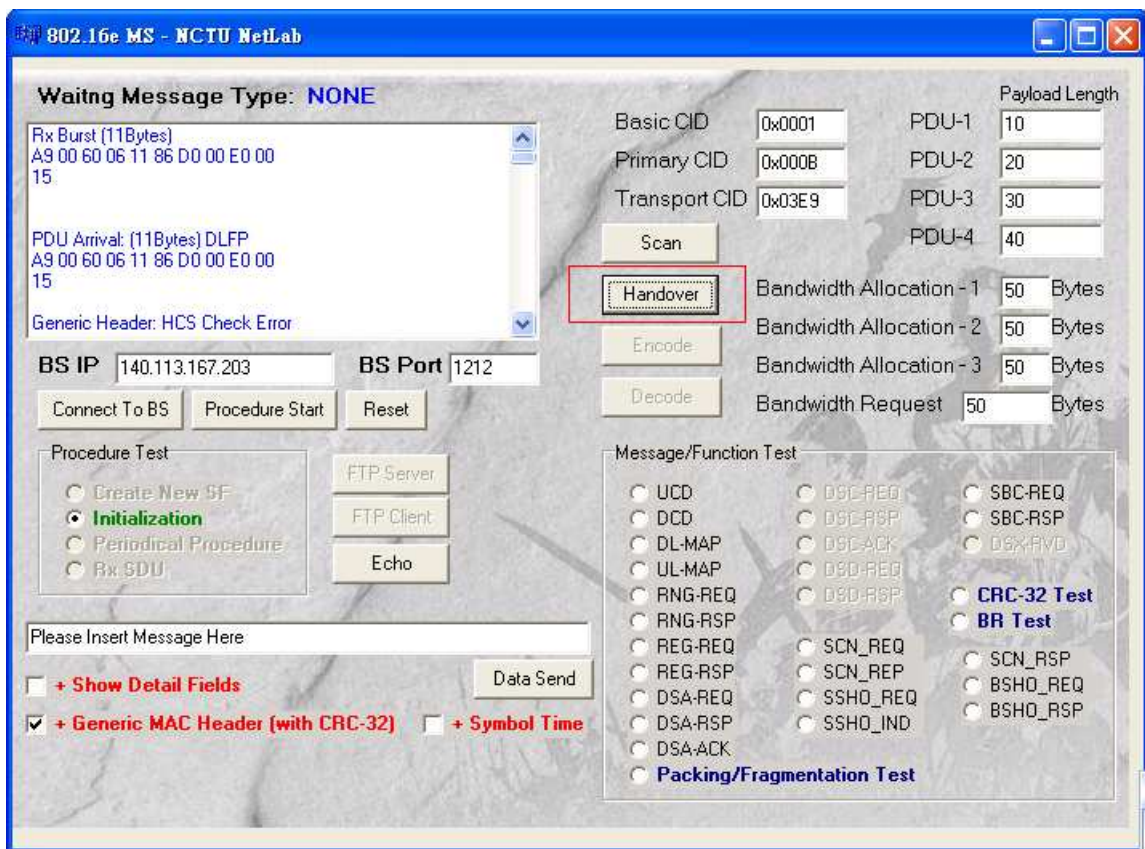 802.16e MS - NCTU NetLab
Waitng Message Type: NONE
Rx Burst (11Bytes)
A9 00 60 06 11 86 D0 00 E0 00
15
PDU Arrival: (11Bytes) DLFP
A9 00 60 06 11 86 D0 00 E0 00
15
Generic Header: HCS Check Error
BS IP 140.113.167.203 BS Port 1212
Connect To BS Procedure Start Reset
Procedure Test
Create New SF
Initialization
Periodical Procedure
Rx SDU
FTP Server
FTP Client
Echo
Please Insert Message Here
Data Send
+ Show Detail Fields
+ Generic MAC Header (with CRC-32) + Symbol Time
Payload Length
Basic CID 0x0001 PDU-1 10
Primary CID 0x000B PDU-2 20
Transport CID 0x03E9 PDU-3 30
Scan PDU-4 40
Handover Bandwidth Allocation - 1 50 Bytes
Encode Bandwidth Allocation - 2 50 Bytes
Bandwidth Allocation - 3 50 Bytes
Decode Bandwidth Request 50 Bytes
Message/Function Test
UCD
DCD
DL-MAP
UL-MAP
RNG-REQ
RNG-RSP
REG-REQ
REG-RSP
DSA-REQ
DSA-RSP
DSA-ACK
Packing/Fragmentation Test
DSC-REQ
DSC-RSP
DSC-ACK
DSD-REQ
DSD-RSP
SCN_REQ
SCN_REP
SSHO_REQ
SSHO_IND
SBC-REQ
SBC-RSP
DSX-RVD
CRC-32 Test
BR Test
SCN_RSP
BSHO_REQ
BSHO_RSP